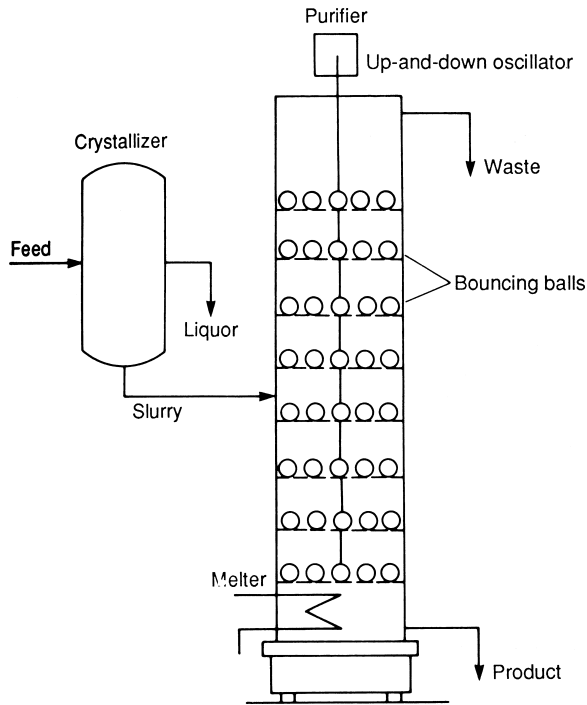 Purifier
Up-and-down oscillator
Crystallizer
Waste
Feed
Bouncing balls
Liquor
Slurry
Melter
Product